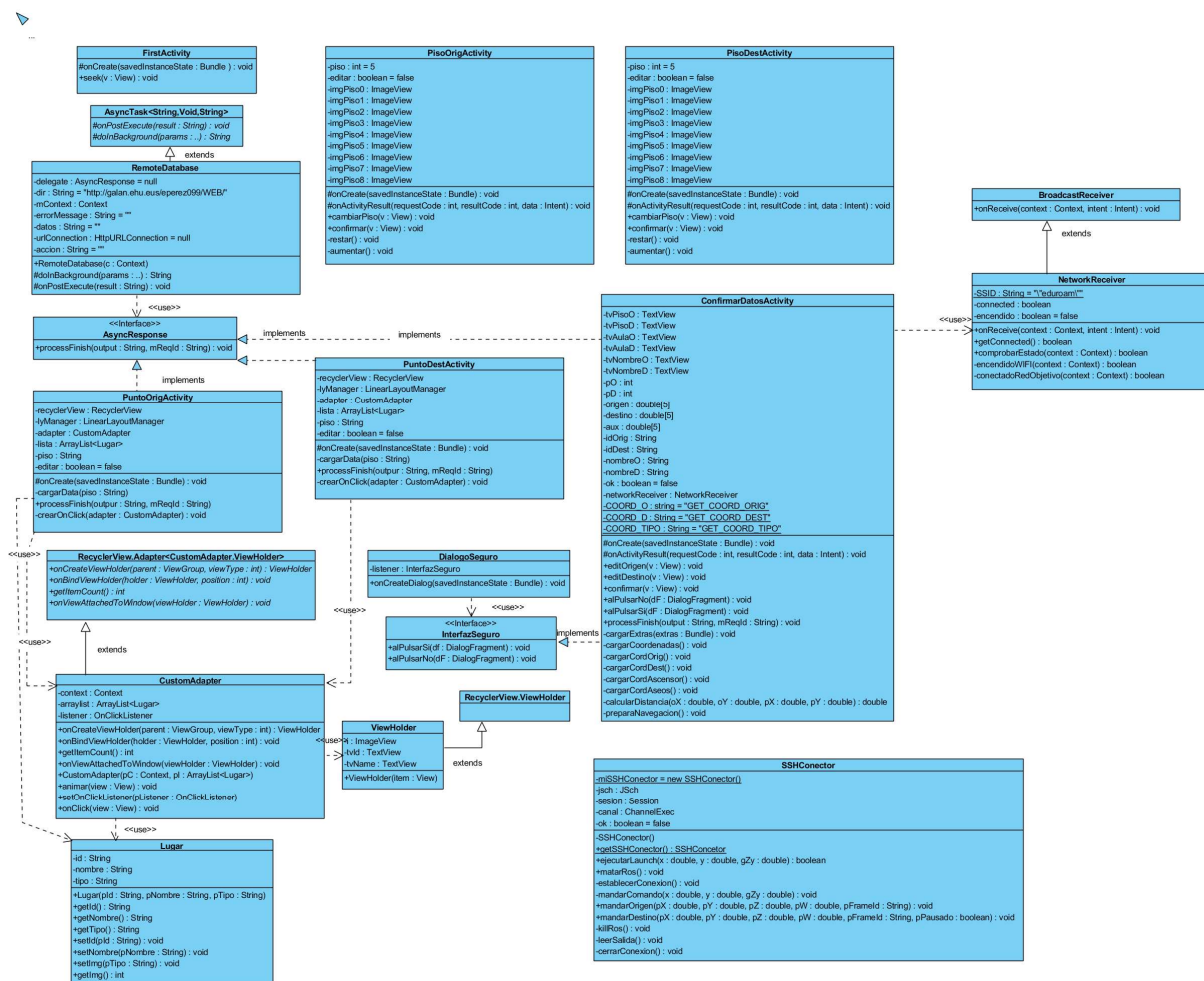 ...
FirstActivity
#onCreate(savedInstanceState : Bundle ) : void
+seek(v : View) : void
AsyncTask<String,Void,String>
#onPostExecute(result : String) : void
#doInBackground(params : ..) : String
extends
RemoteDatabase
-delegate : AsyncResponse = null
-dir : String = "http://galan.ehu.eus/eperez099/WEB/"
-mContext : Context
-errorMessage : String = ""
-datos : String = ""
-urlConnection : HttpURLConnection = null
-accion : String = ""
+RemoteDatabase(c : Context)
#doInBackground(params : ..) : String
#onPostExecute(result : String) : void
<<use>>
<<Interface>>
AsyncResponse
+processFinish(output : String, mReqId : String) : void
implements
implements
implements
PisoOrigActivity
-piso : int = 5
-editar : boolean = false
-imgPiso0 : ImageView
-imgPiso1 : ImageView
-imgPiso2 : ImageView
-imgPiso3 : ImageView
-imgPiso4 : ImageView
-imgPiso5 : ImageView
-imgPiso6 : ImageView
-imgPiso7 : ImageView
-imgPiso8 : ImageView
#onCreate(savedInstanceState : Bundle) : void
#onActivityResult(requestCode : int, resultCode : int, data : Intent) : void
+cambiarPiso(v : View) : void
+confirmar(v : View) : void
-restar() : void
-aumentar() : void
PisoDestActivity
-piso : int = 5
-editar : boolean = false
-imgPiso0 : ImageView
-imgPiso1 : ImageView
-imgPiso2 : ImageView
-imgPiso3 : ImageView
-imgPiso4 : ImageView
-imgPiso5 : ImageView
-imgPiso6 : ImageView
-imgPiso7 : ImageView
-imgPiso8 : ImageView
#onCreate(savedInstanceState : Bundle) : void
#onActivityResult(requestCode : int, resultCode : int, data : Intent) : void
+cambiarPiso(v : View) : void
+confirmar(v : View) : void
-restar() : void
-aumentar() : void
BroadcastReceiver
+onReceive(context : Context, intent : Intent) : void
extends
NetworkReceiver
-SSID : String = "\"eduroam\""
-connected : boolean
-encendido : boolean = false
+onReceive(context : Context, intent : Intent) : void
+getConnected() : boolean
+comprobarEstado(context : Context) : boolean
-encendidoWIFI(context : Context) : boolean
-conectadoRedObjetivo(context : Context) : boolean
<<use>>
ConfirmarDatosActivity
-tvPisoO : TextView
-tvPisoD : TextView
-tvAulaO : TextView
-tvAulaD : TextView
-tvNombreO : TextView
-tvNombreD : TextView
-pO : int
-pD : int
-origen : double[5]
-destino : double[5]
-aux : double[5]
-idOrig : String
-idDest : String
-nombreO : String
-nombreD : String
-ok : boolean = false
-networkReceiver : NetworkReceiver
-COORD_O : string = "GET_COORD_ORIG"
-COORD_D : String = "GET_COORD_DEST"
-COORD_TIPO : String = "GET_COORD_TIPO"
#onCreate(savedInstanceState : Bundle) : void
#onActivityResult(requestCode : int, resultCode : int, data : Intent) : void
+editOrigen(v : View) : void
+editDestino(v : View) : void
+confirmar(v : View) : void
+alPulsarNo(dF : DialogFragment) : void
+alPulsarSi(dF : DialogFragment) : void
+processFinish(output : String, mReqId : String) : void
-cargarExtras(extras : Bundle) : void
-cargarCoordenadas() : void
-cargarCordOrig() : void
-cargarCordDest() : void
-cargarCordAscensor() : void
-cargarCordAseos() : void
-calcularDistancia(oX : double, oY : double, pX : double, pY : double) : double
-preparaNavegacion() : void
PuntoDestActivity
-recyclerView : RecyclerView
-lyManager : LinearLayoutManager
-adapter : CustomAdapter
-lista : ArrayList<Lugar>
-piso : String
-editar : boolean = false
#onCreate(savedInstanceState : Bundle) : void
-cargarData(piso : String)
+processFinish(outpur : String, mReqId : String)
-crearOnClick(adapter : CustomAdapter) : void
PuntoOrigActivity
-recyclerView : RecyclerView
-lyManager : LinearLayoutManager
-adapter : CustomAdapter
-lista : ArrayList<Lugar>
-piso : String
-editar : boolean = false
#onCreate(savedInstanceState : Bundle) : void
-cargarData(piso : String)
+processFinish(outpur : String, mReqId : String)
-crearOnClick(adapter : CustomAdapter) : void
<<use>>
RecyclerView.Adapter<CustomAdapter.ViewHolder>
+onCreateViewHolder(parent : ViewGroup, viewType : int) : ViewHolder
+onBindViewHolder(holder : ViewHolder, position : int) : void
+getItemCount() : int
+onViewAttachedToWindow(viewHolder : ViewHolder) : void
DialogoSeguro
-listener : InterfazSeguro
+onCreateDialog(savedInstanceState : Bundle) : void
<<use>>
<<use>>
<<Interface>>
InterfazSeguro
+alPulsarSi(df : DialogFragment) : void
+alPulsarNo(dF : DialogFragment) : void
implements
<<use>>
extends
CustomAdapter
-context : Context
-arraylist : ArrayList<Lugar>
-listener : OnClickListener
+onCreateViewHolder(parent : ViewGroup, viewType : int) : ViewHolder
+onBindViewHolder(holder : ViewHolder, position : int) : void
+getItemCount() : int
+onViewAttachedToWindow(viewHolder : ViewHolder) : void
+CustomAdapter(pC : Context, pl : ArrayList<Lugar>)
+animar(view : View) : void
+setOnClickListener(pListener : OnClickListener)
+onClick(view : View) : void
<<use>>
RecyclerView.ViewHolder
ViewHolder
i : ImageView
-tvId : TextView
-tvName : TextView
+ViewHolder(item : View)
extends
<<use>>
Lugar
-id : String
-nombre : String
-tipo : String
+Lugar(pId : String, pNombre : String, pTipo : String)
+getId() : String
+getNombre() : String
+getTipo() : String
+setId(pId : String) : void
+setNombre(pNombre : String) : void
+setImg(pTipo : String) : void
+getImg() : int
SSHConector
-miSSHConector = new SSHConector()
-jsch : JSch
-sesion : Session
-canal : ChannelExec
-ok : boolean = false
-SSHConector()
+getSSHConector() : SSHConcetor
+ejecutarLaunch(x : double, y : double, gZy : double) : boolean
+matarRos() : void
-establecerConexion() : void
-mandarComando(x : double, y : double, gZy : double) : void
+mandarOrigen(pX : double, pY : double, pZ : double, pW : double, pFrameId : String) : void
+mandarDestino(pX : double, pY : double, pZ : double, pW : double, pFrameId : String, pPausado : boolean) : void
-killRos() : void
-leerSalida() : void
-cerrarConexion() : void